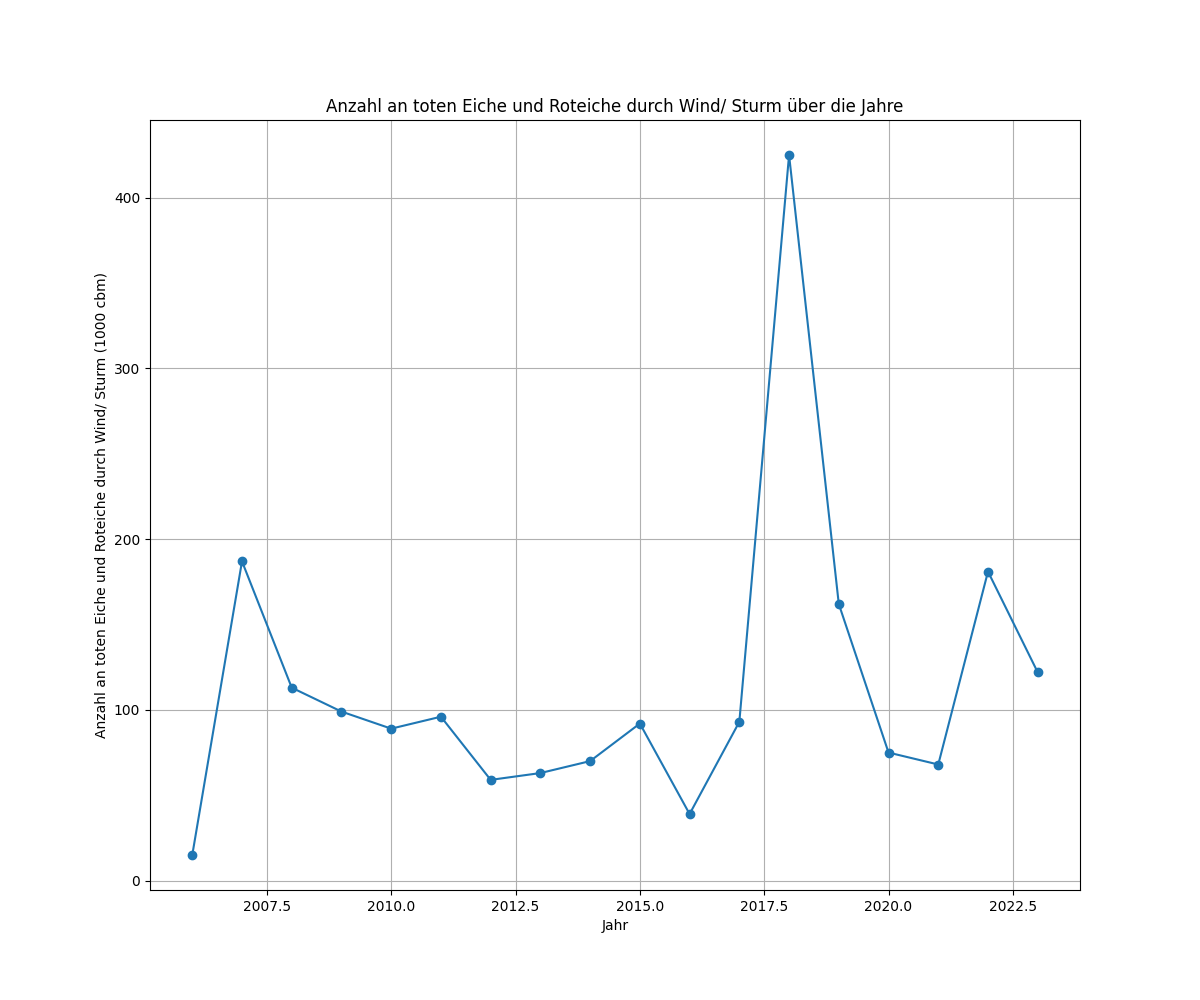 Anzahl an toten Eiche und Roteiche durch Wind/ Sturm über die Jahre
Anzahl an toten Eiche und Roteiche durch Wind/ Sturm (1000 cbm)
400
300
200
100
0
2007.5 2010.0 2012.5 2015.0 2017.5 2020.0 2022.5
Jahr